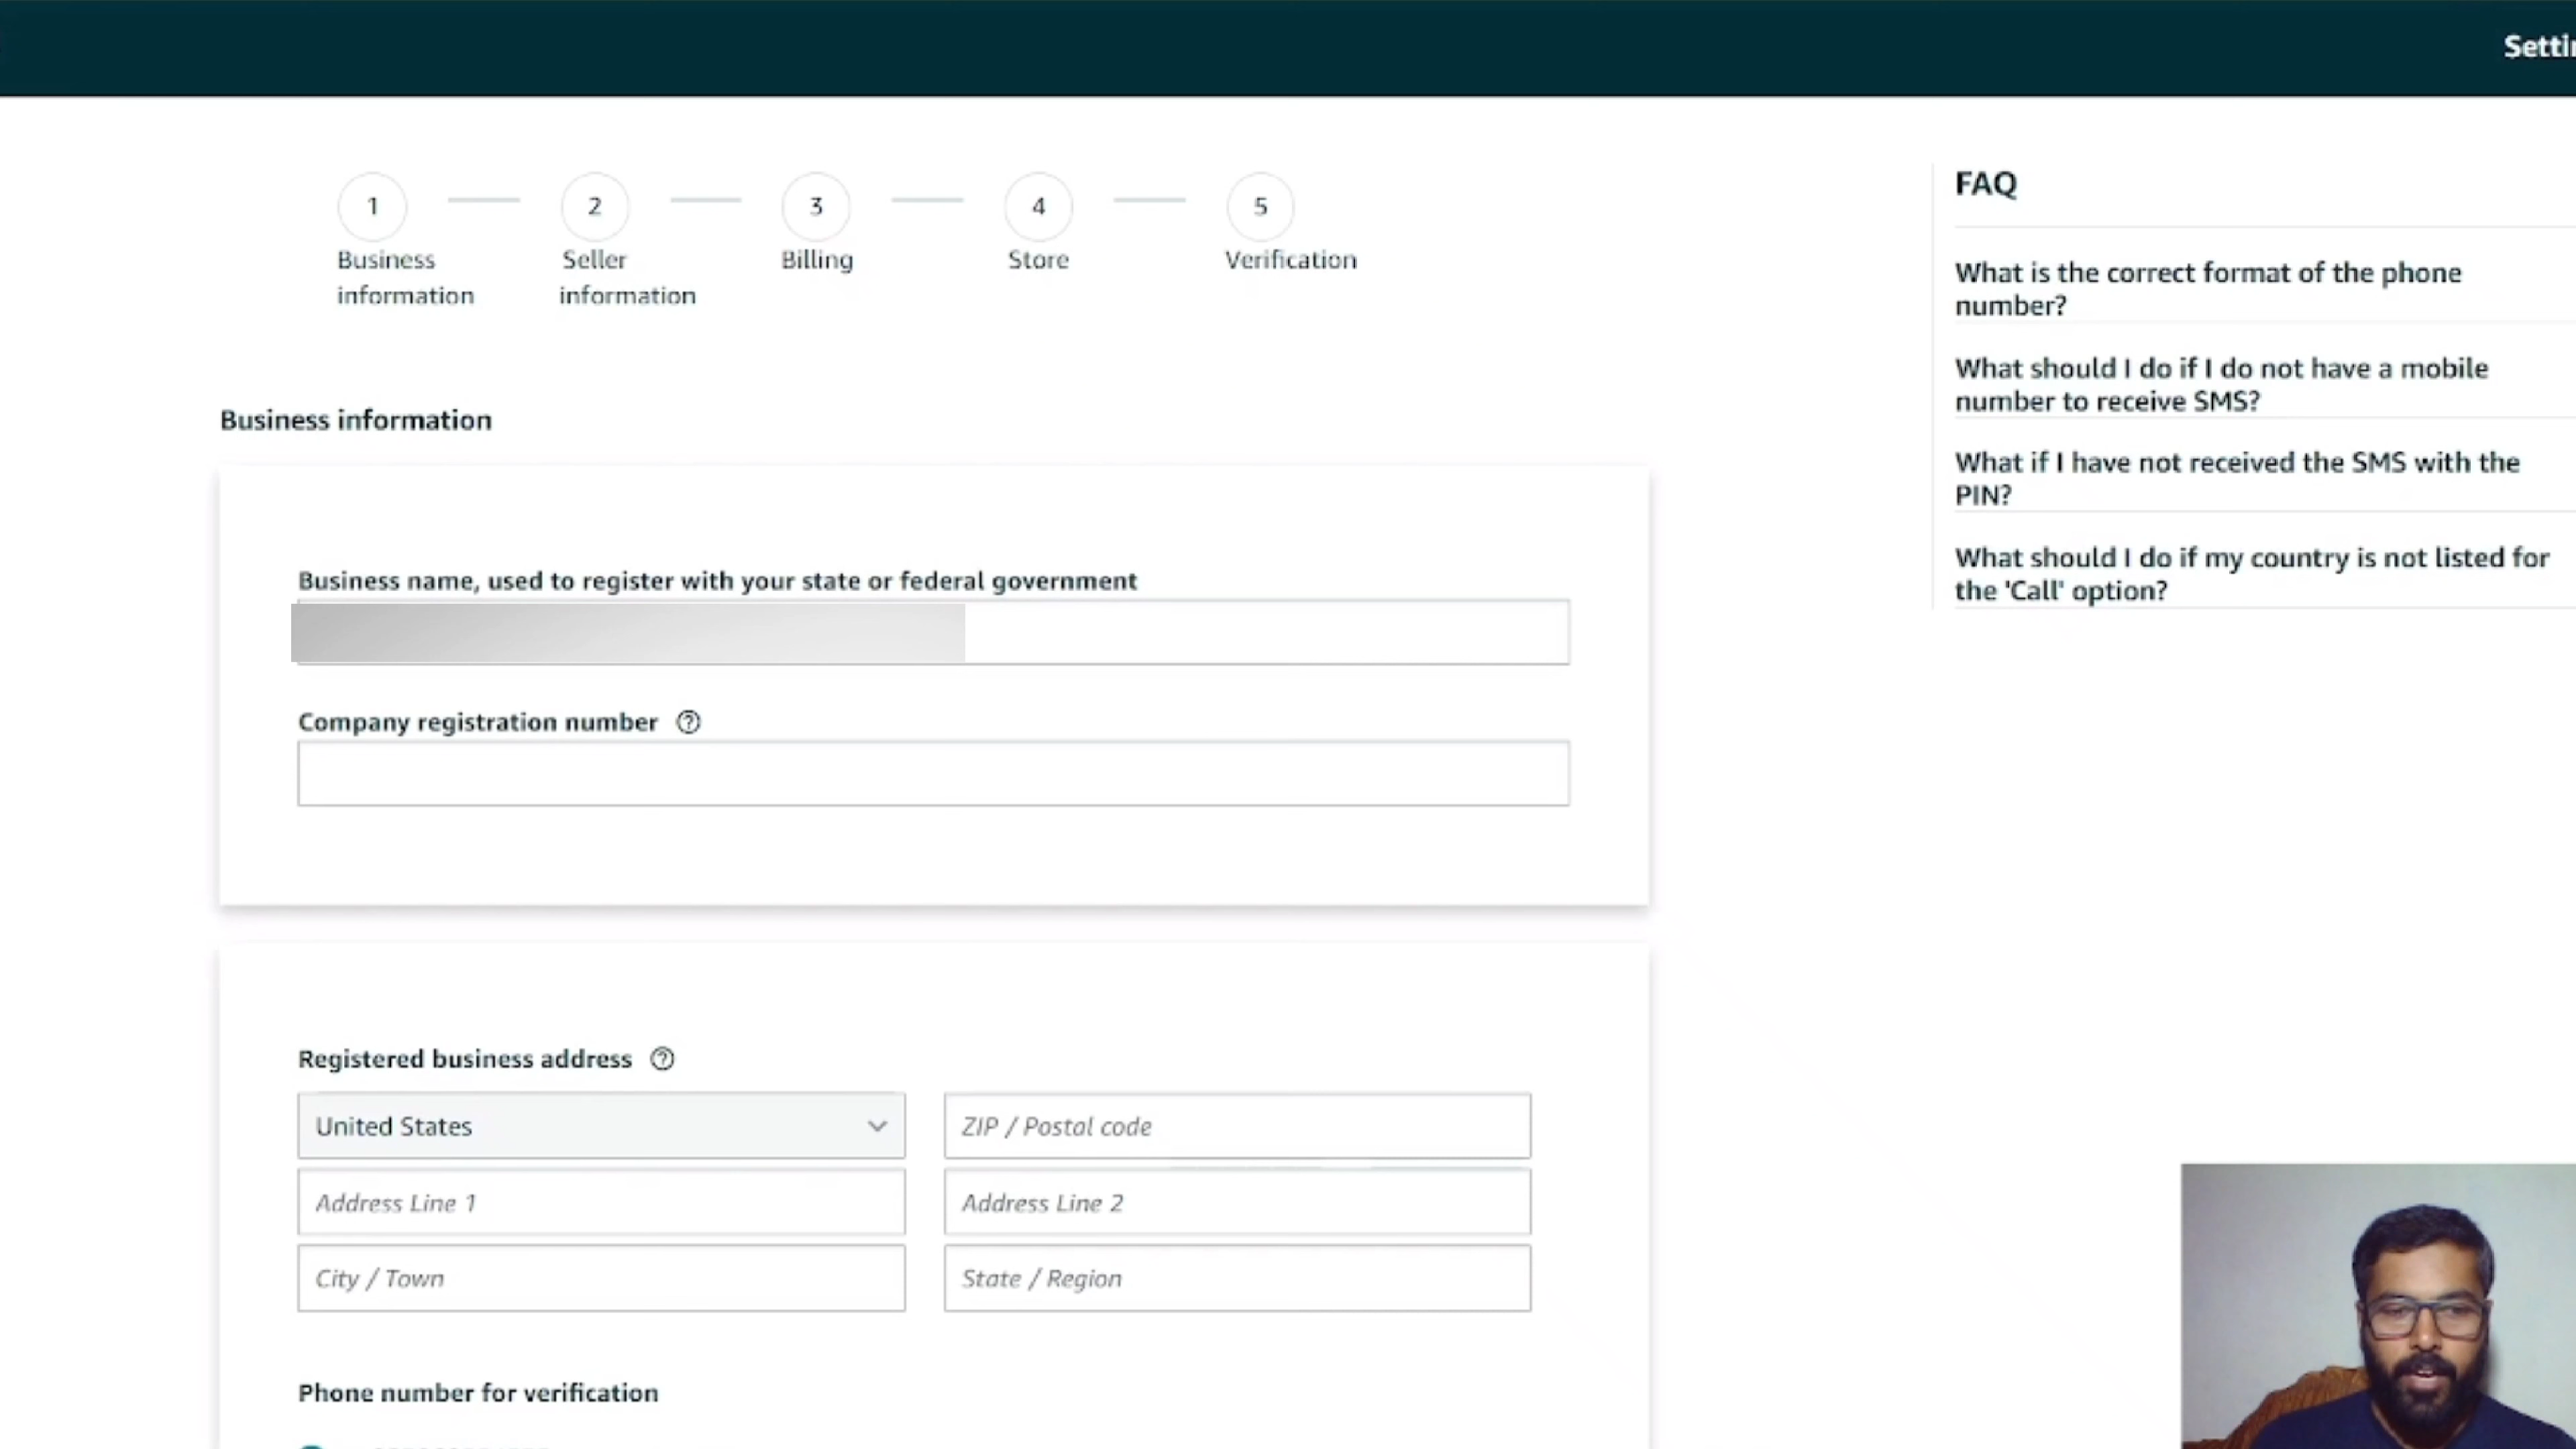 Settin
1
2
3
4
5
Business
information
Seller
information
Billing
Store
Verification
FAQ
What is the correct format of the phone
number?
What should I do if I do not have a mobile
number to receive SMS?
What if I have not received the SMS with the
PIN?
What should I do if my country is not listed for
the 'Call' option?
Business information
Business name, used to register with your state or federal government
Company registration number ?
Registered business address ?
United States
ZIP / Postal code
Address Line 1
Address Line 2
City / Town
State / Region
Phone number for verification